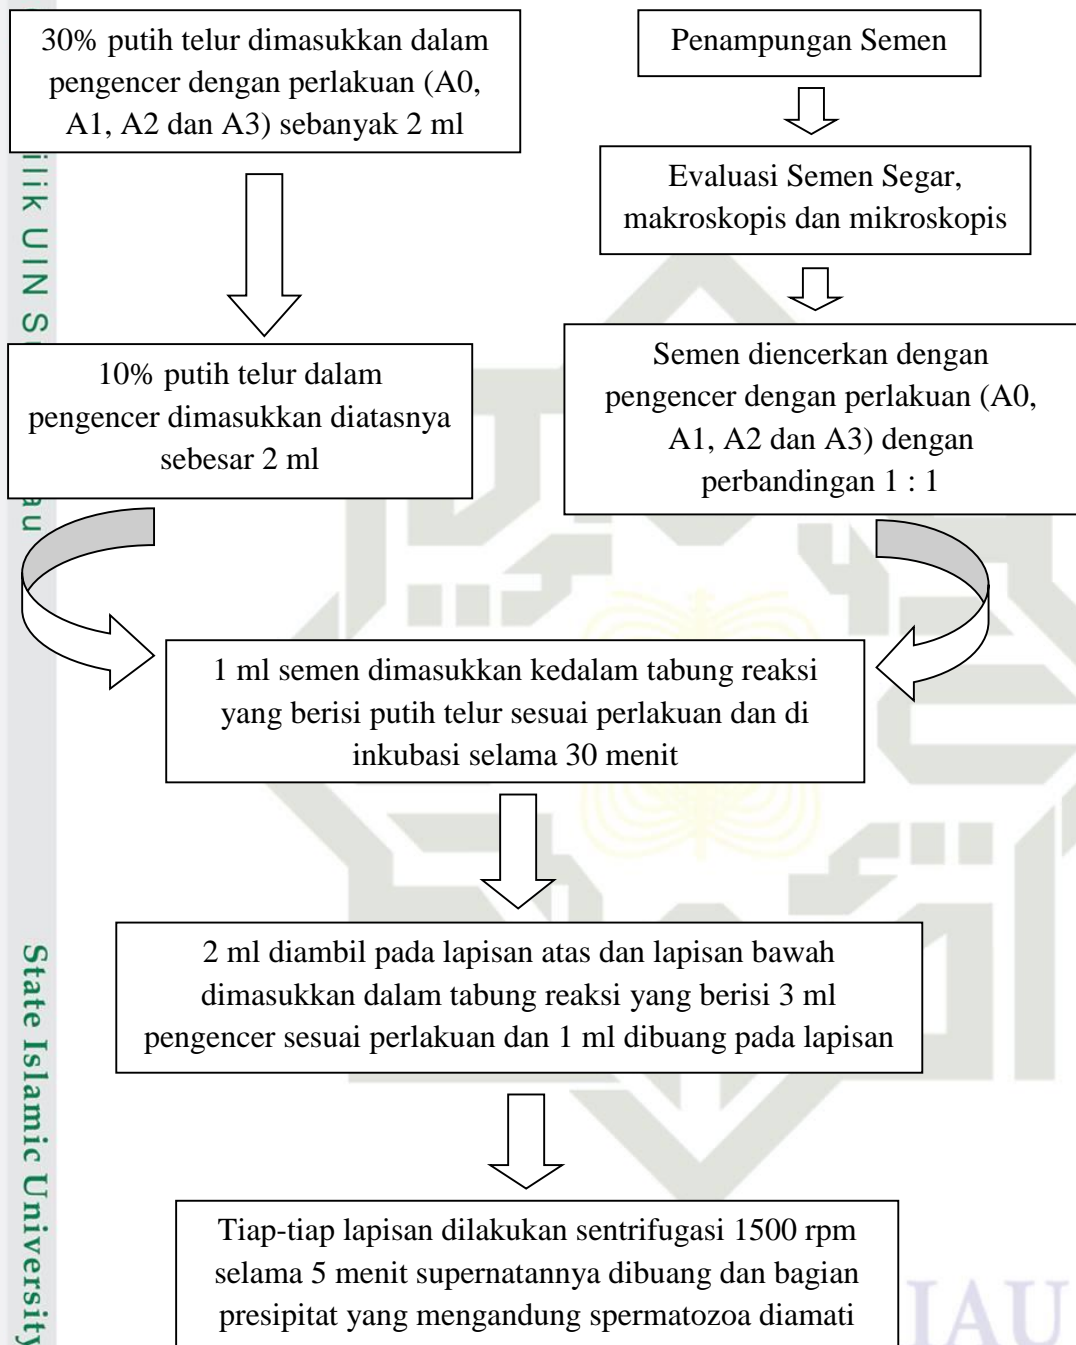 30% putih telur dimasukkan dalam
pengencer dengan perlakuan (A0,
A1, A2 dan A3) sebanyak 2 ml
Penampungan Semen
Evaluasi Semen Segar,
makroskopis dan mikroskopis
10% putih telur dalam
pengencer dimasukkan diatasnya
sebesar 2 ml
Semen diencerkan dengan
pengencer dengan perlakuan (A0,
A1, A2 dan A3) dengan
perbandingan 1 : 1
1 ml semen dimasukkan kedalam tabung reaksi
yang berisi putih telur sesuai perlakuan dan di
inkubasi selama 30 menit
2 ml diambil pada lapisan atas dan lapisan bawah
dimasukkan dalam tabung reaksi yang berisi 3 ml
pengencer sesuai perlakuan dan 1 ml dibuang pada lapisan
Tiap-tiap lapisan dilakukan sentrifugasi 1500 rpm
selama 5 menit supernatannya dibuang dan bagian
presipitat yang mengandung spermatozoa diamati
UIN
State Islamic University
IAU